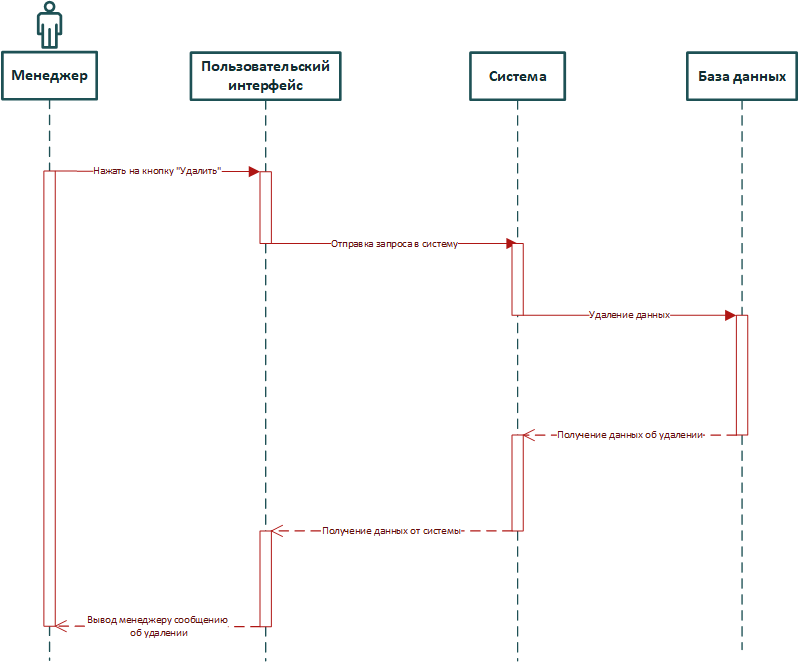 Менеджер
Пользовательский
интерфейс
Система
База данных
Нажать на кнопку "Удалить"
Отправка запроса в систему
Удаление данных
Получение данных об удалении
Получение данных от системы
Вывод менеджеру сообщению
об удалении